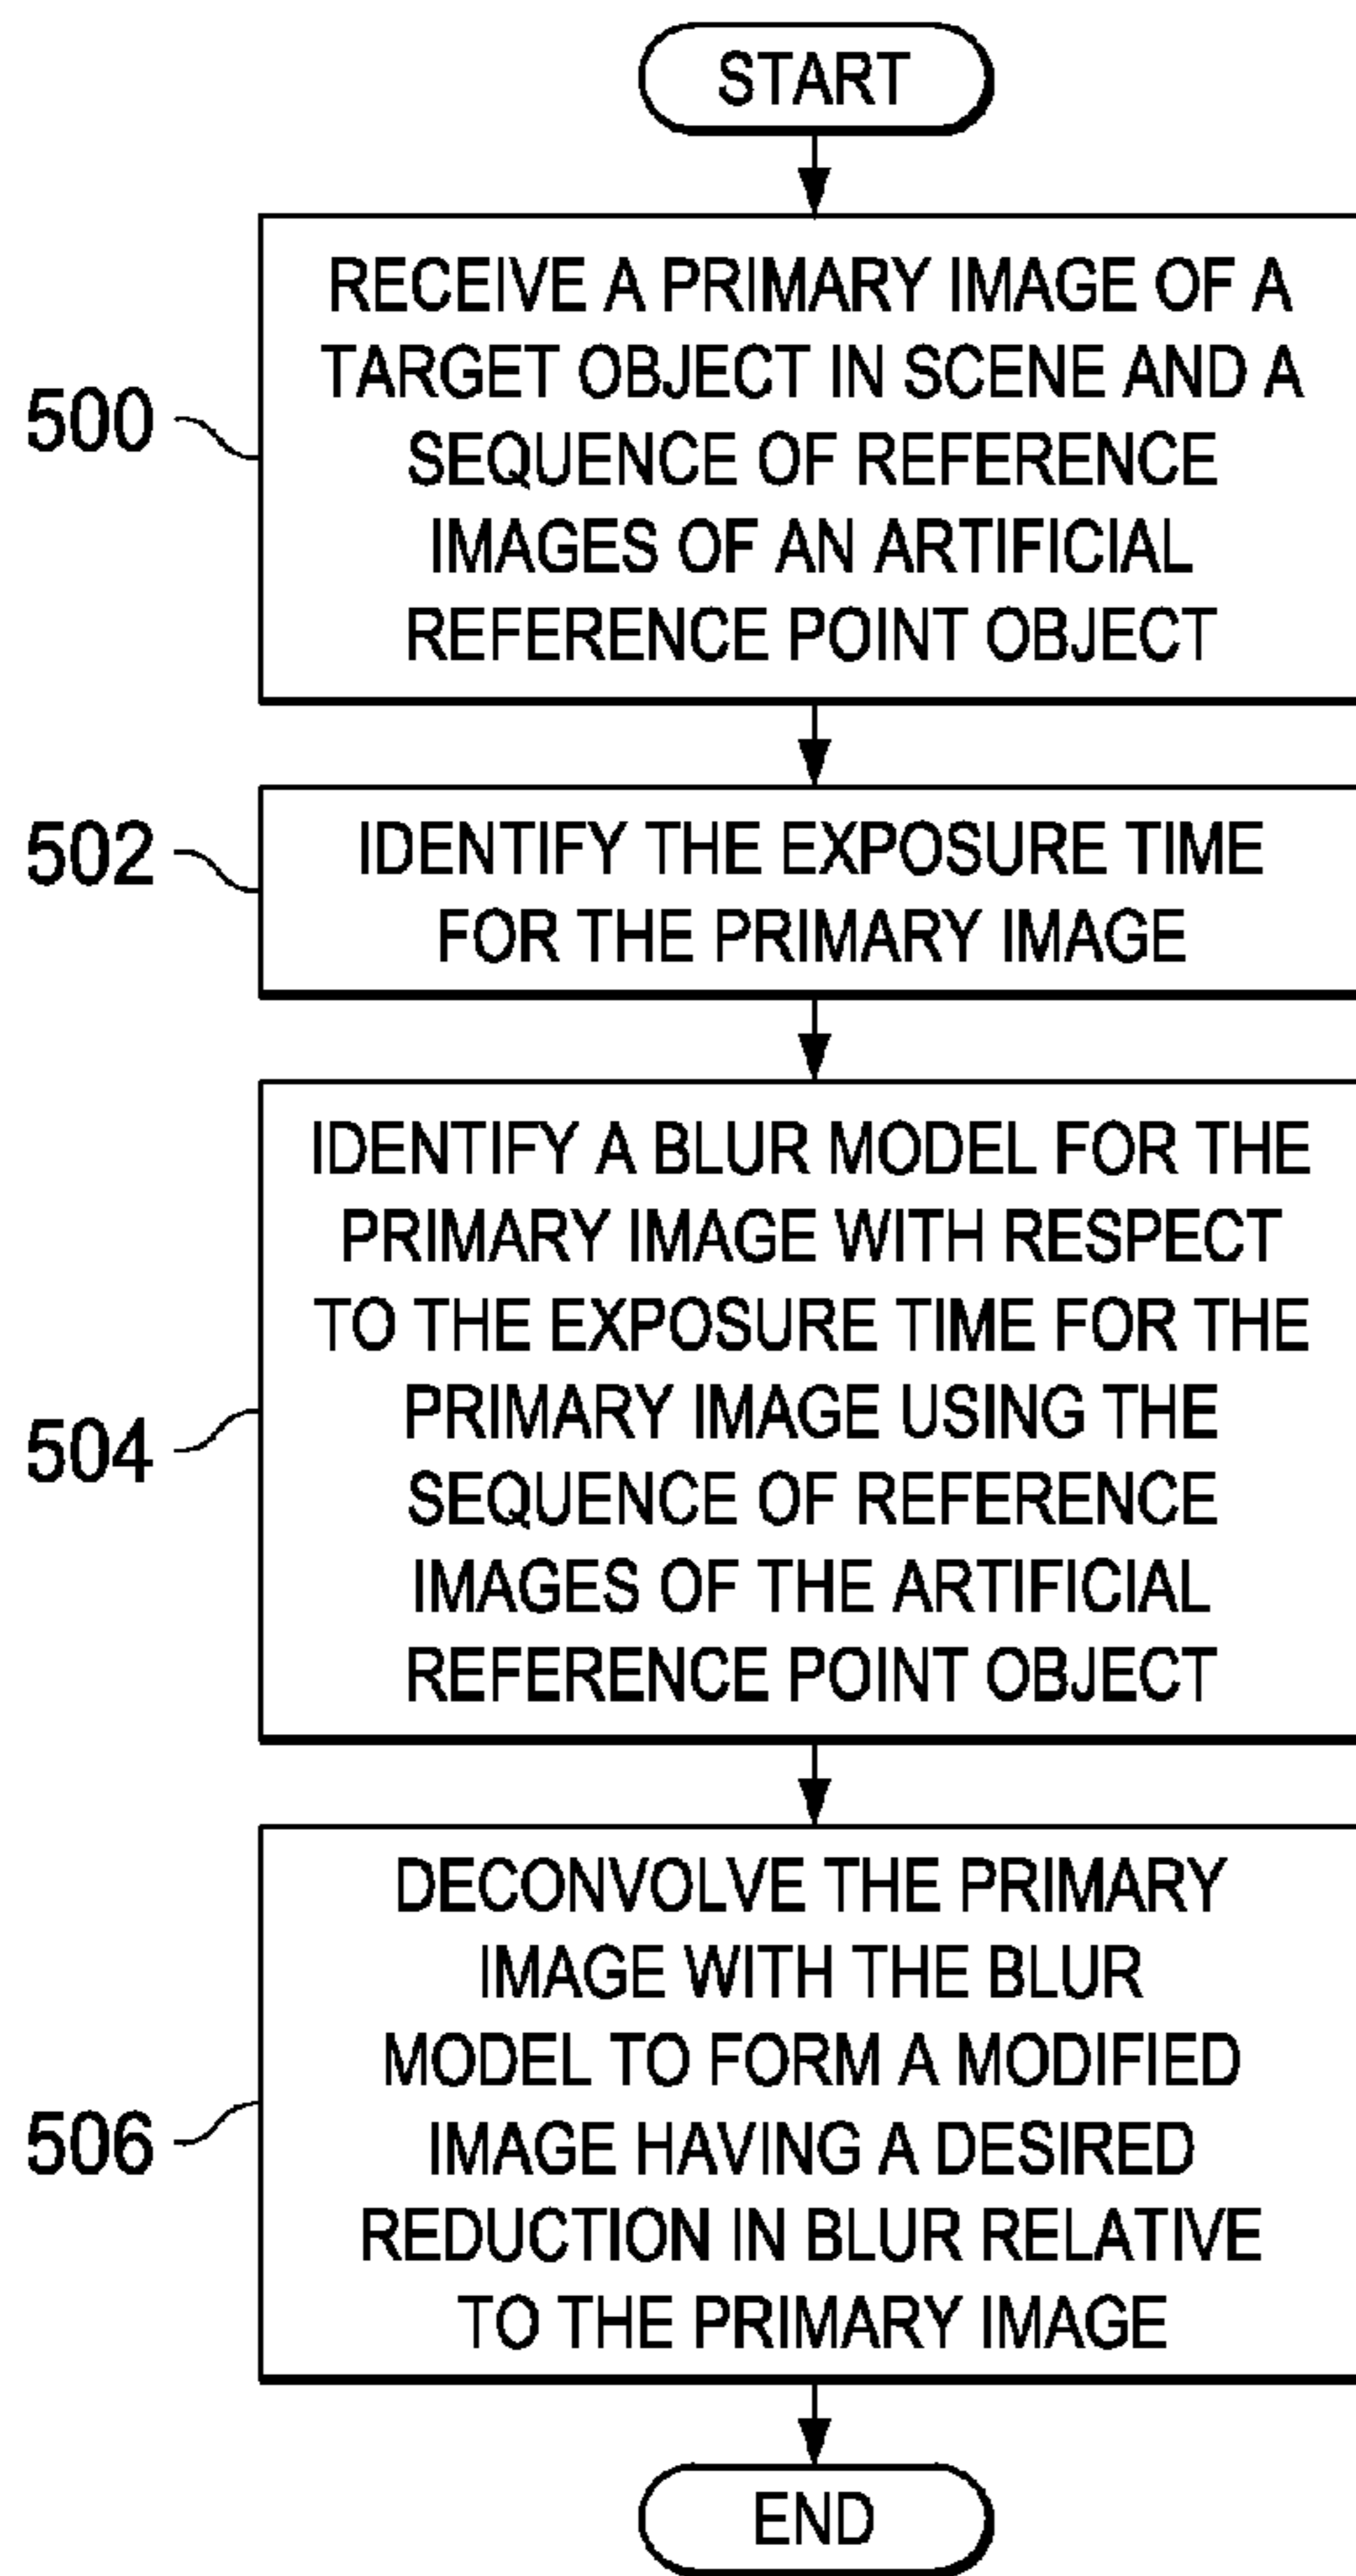 START
500
RECEIVE A PRIMARY IMAGE OF A
TARGET OBJECT IN SCENE AND A
SEQUENCE OF REFERENCE
IMAGES OF AN ARTIFICIAL
REFERENCE POINT OBJECT
502
IDENTIFY THE EXPOSURE TIME
FOR THE PRIMARY IMAGE
504
IDENTIFY A BLUR MODEL FOR THE
PRIMARY IMAGE WITH RESPECT
TO THE EXPOSURE TIME FOR THE
PRIMARY IMAGE USING THE
SEQUENCE OF REFERENCE
IMAGES OF THE ARTIFICIAL
REFERENCE POINT OBJECT
506
DECONVOLVE THE PRIMARY
IMAGE WITH THE BLUR
MODEL TO FORM A MODIFIED
IMAGE HAVING A DESIRED
REDUCTION IN BLUR RELATIVE
TO THE PRIMARY IMAGE
END